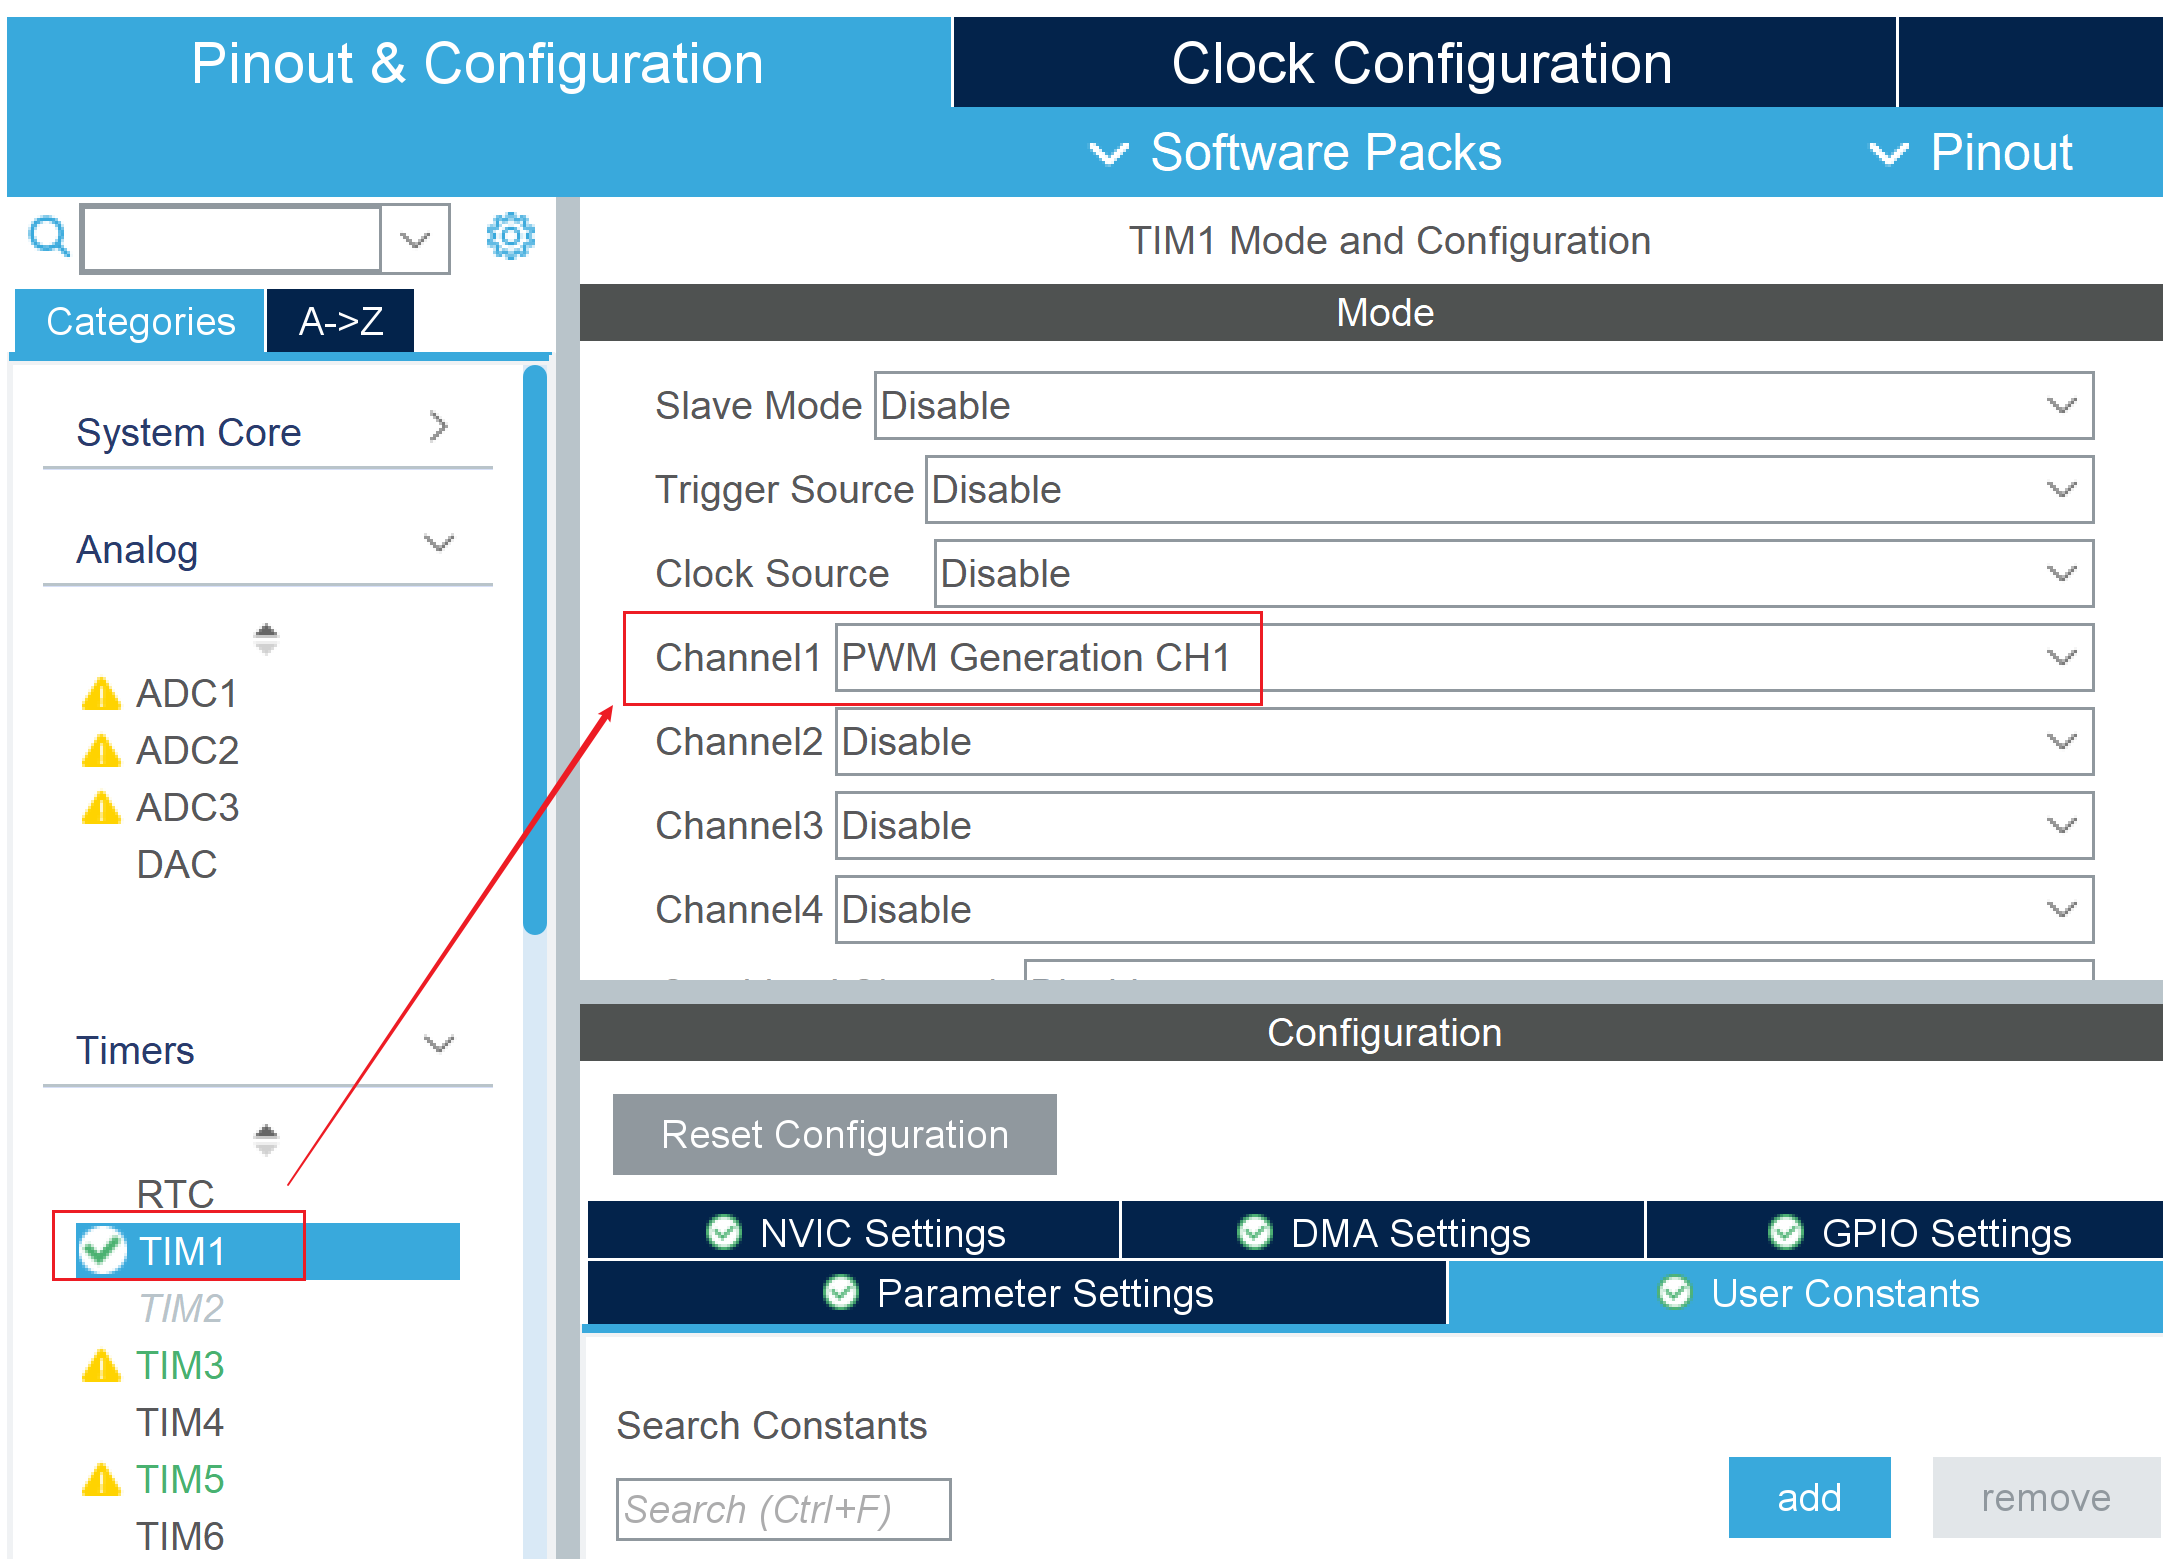 Pinout & Configuration
Clock Configuration
Software Packs
Pinout
Categories
A->Z
System Core
Analog
ADC1
ADC2
ADC3
DAC
Timers
RTC
TIM1
TIM2
TIM3
TIM4
TIM5
TIM6
TIM1 Mode and Configuration
Mode
Slave Mode Disable
Trigger Source Disable
Clock Source Disable
Channel1 PWM Generation CH1
Channel2 Disable
Channel3 Disable
Channel4 Disable
Configuration
Reset Configuration
NVIC Settings
DMA Settings
GPIO Settings
Parameter Settings
User Constants
Search Constants
Search (Ctrl+F)
add
remove